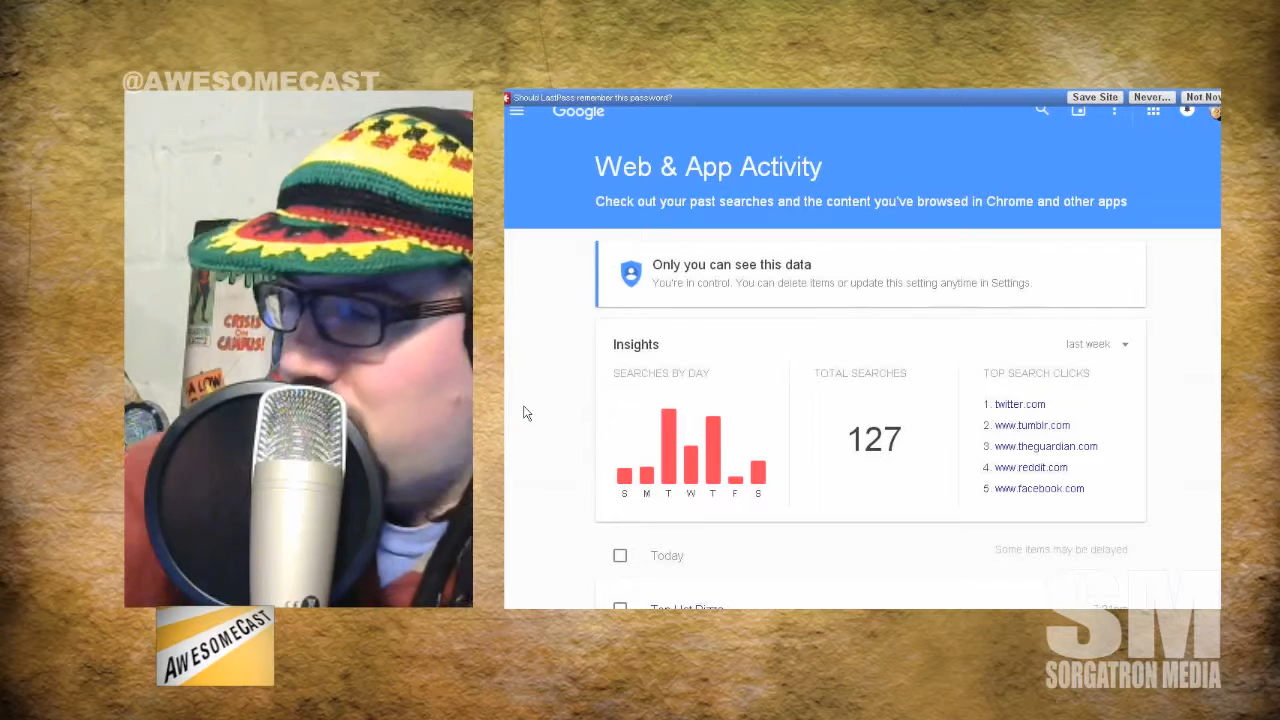 @AWESOMECAST
Should LastPass remember this password?
Save Site
Never...
Not Now
Google
Web & App Activity
Check out your past searches and the content you've browsed in Chrome and other apps
Only you can see this data
You're in control. You can delete items or update this setting anytime in Settings.
Insights
last week
SEARCHES BY DAY
TOTAL SEARCHES
TOP SEARCH CLICKS
127
1. twitter.com
2. www.tumblr.com
3. www.theguardian.com
4. www.reddit.com
5. www.facebook.com
S M T W T F S
Today
Some items may be delayed
CRISIS
ON
CAMPUS!
A LOW
AWESOMECAST
SM
SORGATRON MEDIA